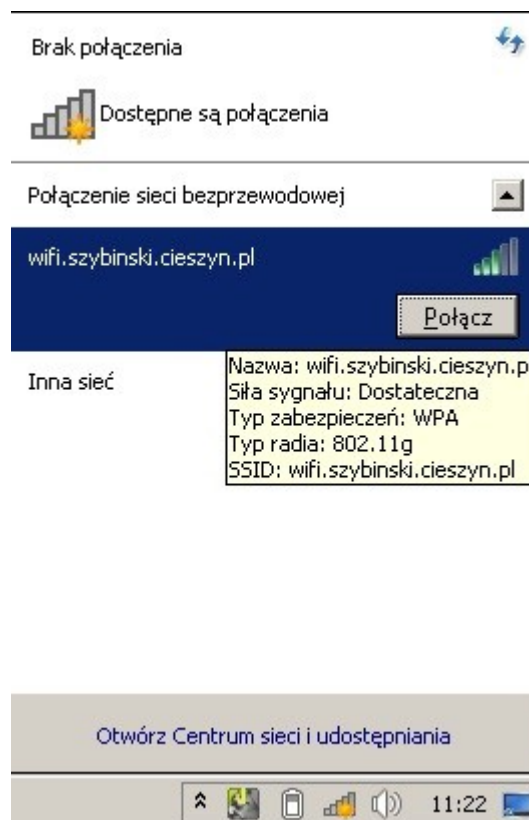 Brak połączenia
Dostępne są połączenia
Połączenie sieci bezprzewodowej
wifi.szybinski.cieszyn.pl
Połącz
Inna sieć
Nazwa: wifi.szybinski.cieszyn.p
Siła sygnału: Dostateczna
Typ zabezpieczeń: WPA
Typ radia: 802.11g
SSID: wifi.szybinski.cieszyn.pl
Otwórz Centrum sieci i udostępniania
11:22